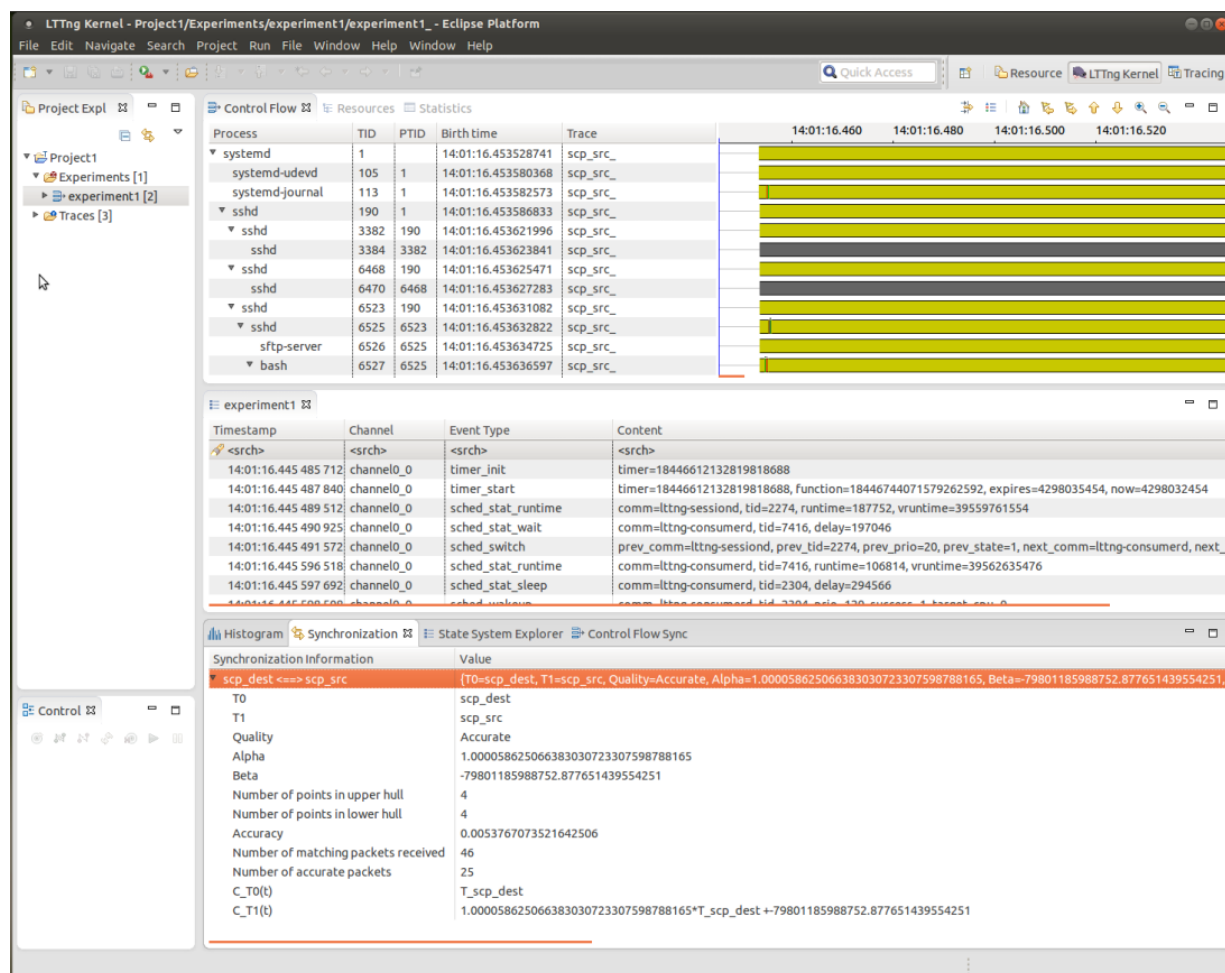 LTTng Kernel - Project1/Experiments/experiment1/experiment1_ - Eclipse Platform
File Edit Navigate Search Project Run File Window Help Window Help
Quick Access Resource LTTng Kernel Tracing
Project Expl
Project1
Experiments [1]
experiment1 [2]
Traces [3]
Control Flow Resources Statistics
Process TID PTID Birth time Trace 14:01:16.460 14:01:16.480 14:01:16.500 14:01:16.520
systemd 1 14:01:16.453528741 scp_src_
systemd-udevd 105 1 14:01:16.453580368 scp_src_
systemd-journal 113 1 14:01:16.453582573 scp_src_
sshd 190 1 14:01:16.453586833 scp_src_
sshd 3382 190 14:01:16.453621996 scp_src_
sshd 3384 3382 14:01:16.453623841 scp_src_
sshd 6468 190 14:01:16.453625471 scp_src_
sshd 6470 6468 14:01:16.453627283 scp_src_
sshd 6523 190 14:01:16.453631082 scp_src_
sshd 6525 6523 14:01:16.453632822 scp_src_
sftp-server 6526 6525 14:01:16.453634725 scp_src_
bash 6527 6525 14:01:16.453636597 scp_src_
experiment1
Timestamp Channel Event Type Content
<srch> <srch> <srch> <srch>
14:01:16.445 485 712 channel0_0 timer_init timer=18446612132819818688
14:01:16.445 487 840 channel0_0 timer_start timer=18446612132819818688, function=18446744071579262592, expires=4298035454, now=4298032454
14:01:16.445 489 512 channel0_0 sched_stat_runtime comm=lttng-sessiond, tid=2274, runtime=187752, vruntime=39559761554
14:01:16.445 490 925 channel0_0 sched_stat_wait comm=lttng-consumerd, tid=7416, delay=197046
14:01:16.445 491 572 channel0_0 sched_switch prev_comm=lttng-sessiond, prev_tid=2274, prev_prio=20, prev_state=1, next_comm=lttng-consumerd, next_
14:01:16.445 596 518 channel0_0 sched_stat_runtime comm=lttng-consumerd, tid=7416, runtime=106814, vruntime=39562635476
14:01:16.445 597 692 channel0_0 sched_stat_sleep comm=lttng-consumerd, tid=2304, delay=294566
Control
Histogram Synchronization State System Explorer Control Flow Sync
Synchronization Information Value
scp_dest <==> scp_src {T0=scp_dest, T1=scp_src, Quality=Accurate, Alpha=1.000058625066383030723307598788165, Beta=-79801185988752.877651439554251,
T0 scp_dest
T1 scp_src
Quality Accurate
Alpha 1.000058625066383030723307598788165
Beta -79801185988752.877651439554251
Number of points in upper hull 4
Number of points in lower hull 4
Accuracy 0.0053767073521642506
Number of matching packets received 46
Number of accurate packets 25
C_T0(t) T_scp_dest
C_T1(t) 1.000058625066383030723307598788165*T_scp_dest +-79801185988752.877651439554251